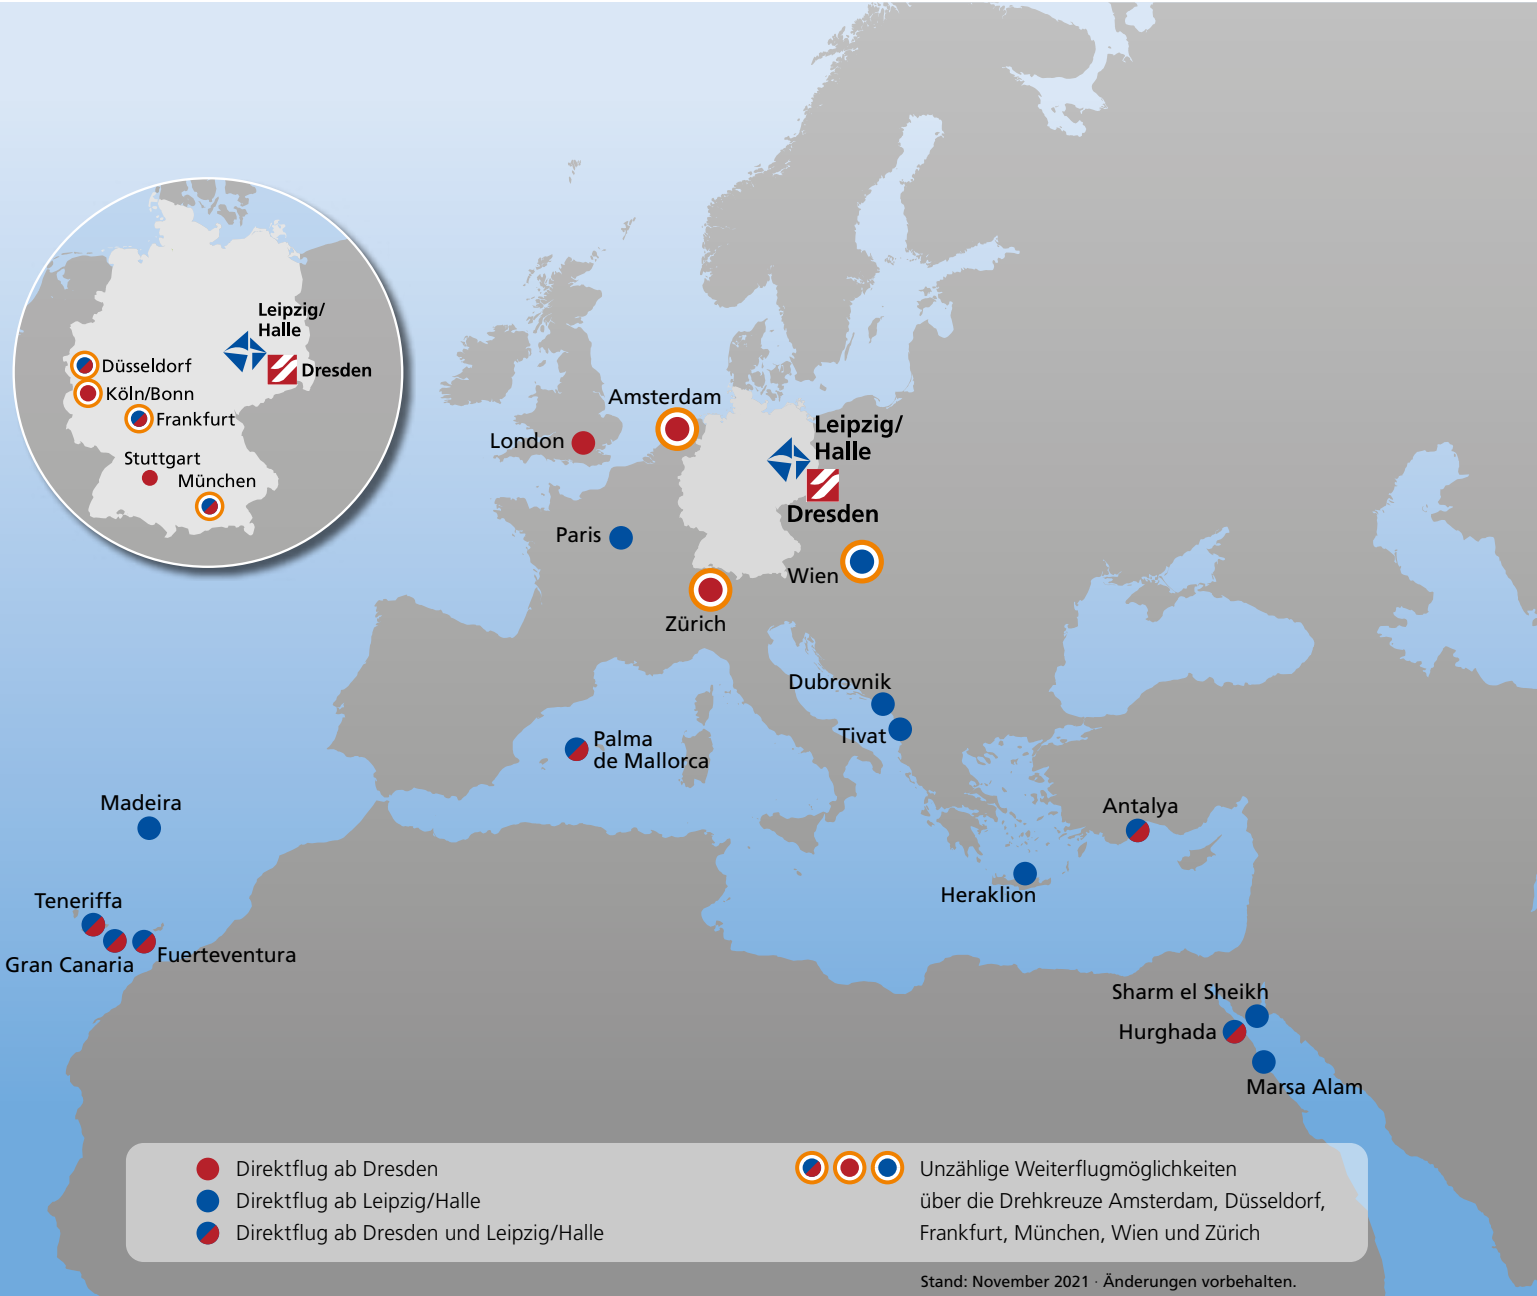 Leipzig/
Halle
Dresden
Düsseldorf
Köln/Bonn
Frankfurt
Stuttgart
München
Amsterdam
London
Leipzig/
Halle
Dresden
Paris
Wien
Zürich
Dubrovnik
Tivat
Palma
de Mallorca
Madeira
Antalya
Heraklion
Teneriffa
Gran Canaria
Fuerteventura
Sharm el Sheikh
Hurghada
Marsa Alam
Direktflug ab Dresden
Direktflug ab Leipzig/Halle
Direktflug ab Dresden und Leipzig/Halle
Unzählige Weiterflugmöglichkeiten
über die Drehkreuze Amsterdam, Düsseldorf,
Frankfurt, München, Wien und Zürich
Stand: November 2021 · Änderungen vorbehalten.